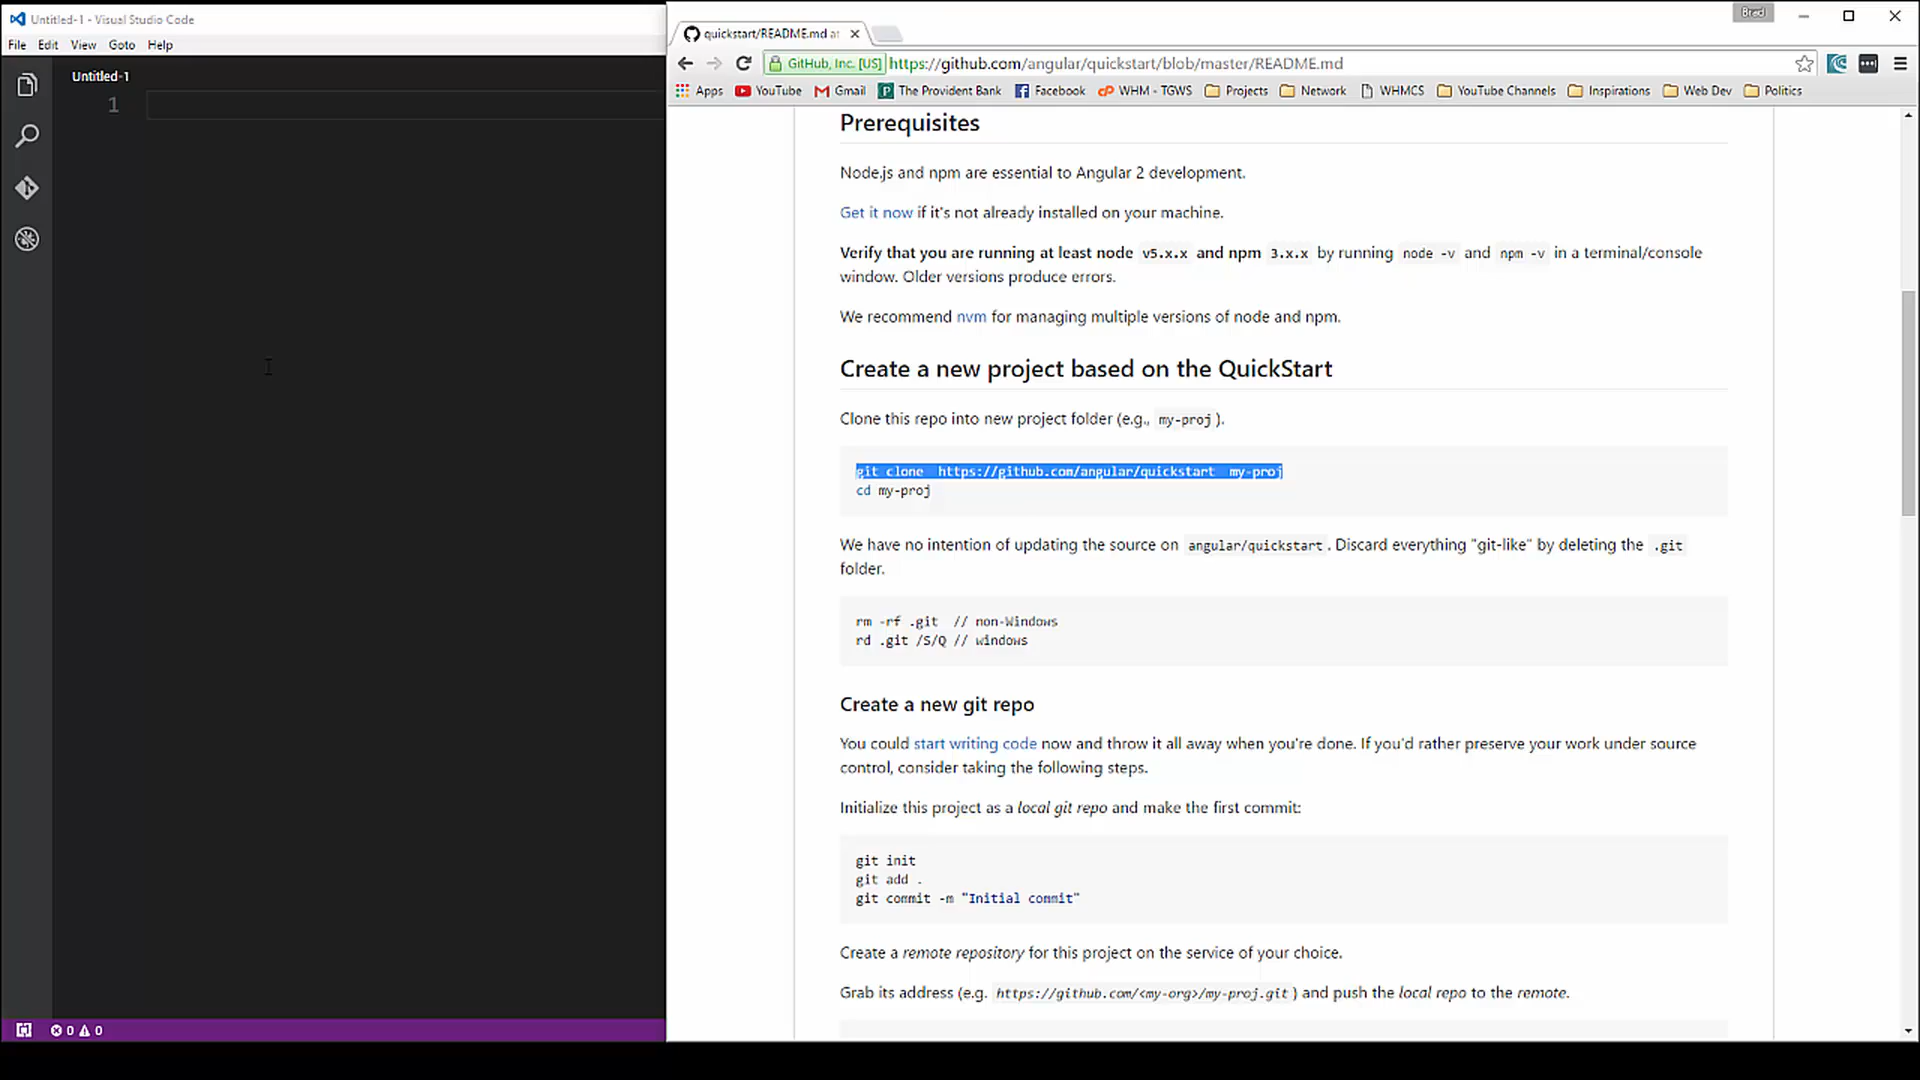 Untitled-1 - Visual Studio Code
File Edit View Goto Help
Untitled-1
1
0 0
Brad
quickstart/README.md at
GitHub, Inc. [US] https://github.com/angular/quickstart/blob/master/README.md
Apps YouTube Gmail The Provident Bank Facebook WHM - TGWS Projects Network WHMCS YouTube Channels Inspirations Web Dev Politics
Prerequisites
Node.js and npm are essential to Angular 2 development.
Get it now if it's not already installed on your machine.
Verify that you are running at least node v5.x.x and npm 3.x.x by running node -v and npm -v in a terminal/console
window. Older versions produce errors.
We recommend nvm for managing multiple versions of node and npm.
Create a new project based on the QuickStart
Clone this repo into new project folder (e.g., my-proj ).
git clone  https://github.com/angular/quickstart  my-proj
cd my-proj
We have no intention of updating the source on angular/quickstart . Discard everything "git-like" by deleting the .git
folder.
rm -rf .git  // non-Windows
rd .git /S/Q // windows
Create a new git repo
You could start writing code now and throw it all away when you're done. If you'd rather preserve your work under source
control, consider taking the following steps.
Initialize this project as a local git repo and make the first commit:
git init
git add .
git commit -m "Initial commit"
Create a remote repository for this project on the service of your choice.
Grab its address (e.g. https://github.com/<my-org>/my-proj.git ) and push the local repo to the remote.